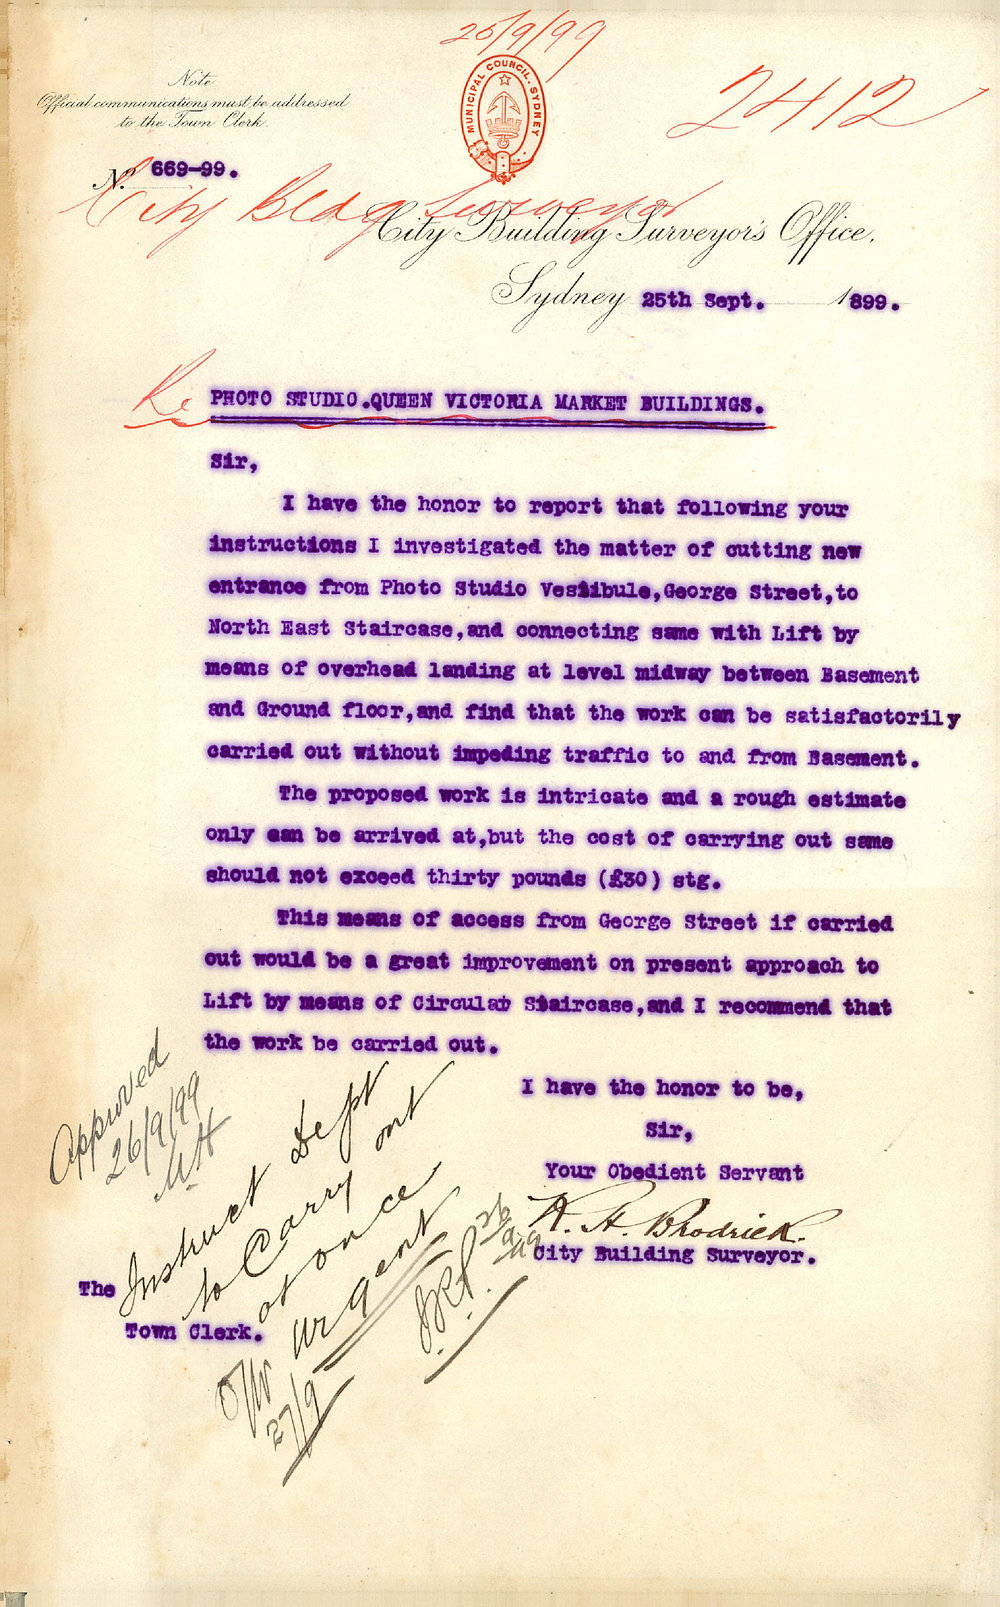 25/9/99
Note
Official communications must be addressed
to the Town Clerk.
MUNICIPAL COUNCIL. SYDNEY
2412
No. 669-99.
City Bldg Surveyor
City Building Surveyor's Office.
Sydney 25th Sept. 1899.
Re PHOTO STUDIO.QUEEN VICTORIA MARKET BUILDINGS.
Sir,
I have the honor to report that following your
instructions I investigated the matter of cutting new
entrance from Photo Studio Vestibule,George Street,to
North East Staircase,and connecting same with Lift by
means of overhead landing at level midway between Basement
and Ground floor,and find that the work can be satisfactorily
carried out without impeding traffic to and from Basement.
The proposed work is intricate and a rough estimate
only can be arrived at,but the cost of carrying out same
should not exceed thirty pounds (£30) stg.
This means of access from George Street if carried
out would be a great improvement on present approach to
Lift by means of Circular Staircase,and I recommend that
the work be carried out.
I have the honor to be,
Sir,
Your Obedient Servant
R. H. Brodrick.
City Building Surveyor.
The
Town Clerk.
Approved
26/9/99
Instruct Dept
to Carry out
at once
Urgent
26/9/99
27/9